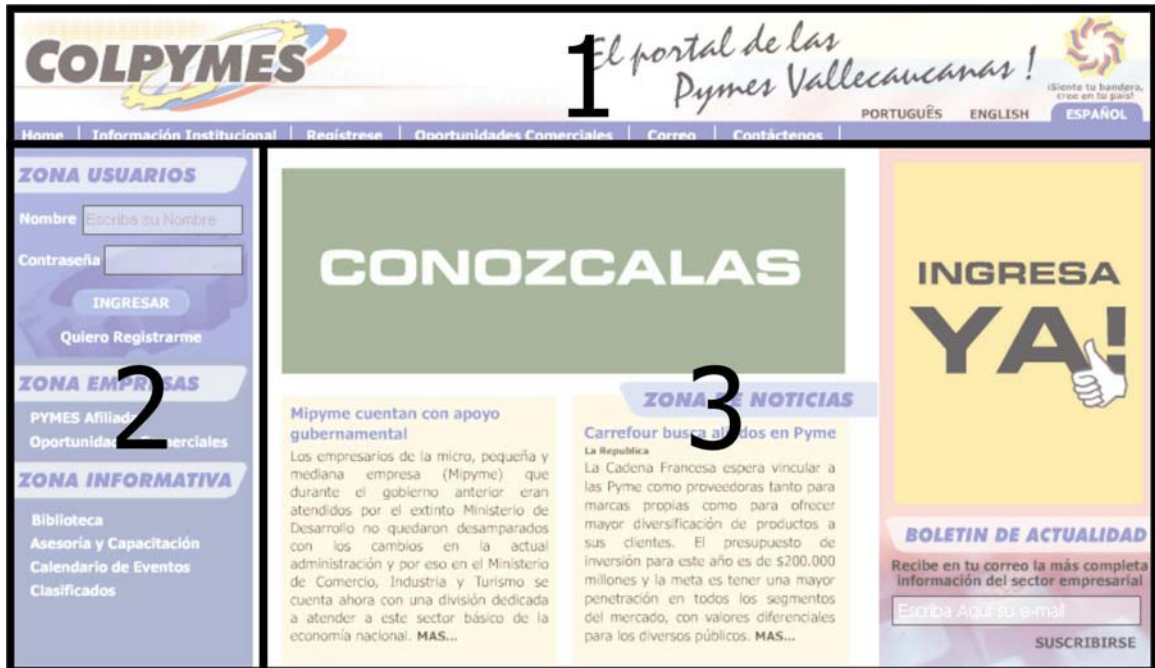 COLPYMES
1
El portal de las
Pymes Vallecaucanas !
¡Siente tu bandera,
cree en tu país!
PORTUGUÊS ENGLISH ESPAÑOL
Home | Información Institucional | Regístrese | Oportunidades Comerciales | Correo | Contáctenos |
ZONA USUARIOS
Nombre Escriba su Nombre
Contraseña
INGRESAR
Quiero Registrarme
ZONA EMPRESAS
2
PYMES Afiliadas
Oportunidades Comerciales
ZONA INFORMATIVA
Biblioteca
Asesoría y Capacitación
Calendario de Eventos
Clasificados
CONOZCALAS
3
ZONA DE NOTICIAS
Mipyme cuentan con apoyo
gubernamental
Los empresarios de la micro, pequeña y
mediana empresa (Mipyme) que
durante el gobierno anterior eran
atendidos por el extinto Ministerio de
Desarrollo no quedaron desamparados
con los cambios en la actual
administración y por eso en el Ministerio
de Comercio, Industria y Turismo se
cuenta ahora con una división dedicada
a atender a este sector básico de la
economía nacional. MAS...
Carrefour busca aliados en Pyme
La Republica
La Cadena Francesa espera vincular a
las Pyme como proveedoras tanto para
marcas propias como para ofrecer
mayor diversificación de productos a
sus clientes. El presupuesto de
inversión para este año es de $200.000
millones y la meta es tener una mayor
penetración en todos los segmentos
del mercado, con valores diferenciales
para los diversos públicos. MAS...
INGRESA
YA!
BOLETIN DE ACTUALIDAD
Recibe en tu correo la más completa
información del sector empresarial
Escriba Aquí su e-mail
SUSCRIBIRSE